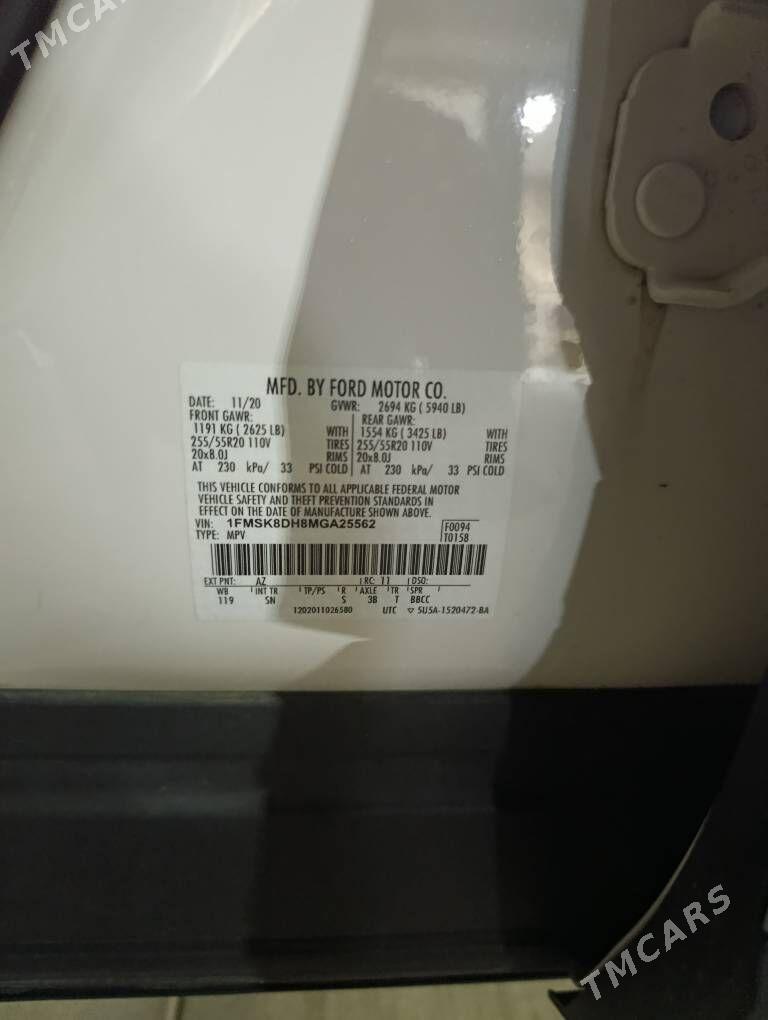 TMCARS
MFD. BY FORD MOTOR CO.
DATE: 11/20 GVWR: 2694 KG ( 5940 LB)
FRONT GAWR: REAR GAWR:
1191 KG ( 2625 LB) WITH 1554 KG ( 3425 LB) WITH
255/55R20 110V TIRES 255/55R20 110V TIRES
20x8.0J RIMS 20x8.0J RIMS
AT 230 kPa/ 33 PSI COLD AT 230 kPa/ 33 PSI COLD
THIS VEHICLE CONFORMS TO ALL APPLICABLE FEDERAL MOTOR
VEHICLE SAFETY AND THEFT PREVENTION STANDARDS IN
EFFECT ON THE DATE OF MANUFACTURE SHOWN ABOVE.
VIN: 1FMSK8DH8MGA25562 F0094
TYPE: MPV T0158
EXT PNT: AZ RC: 11 DSO:
WB INT TR TP/PS R AXLE TR SPR
119 SN S 3B T BBCC
1202011026580 UTC ▽ 5U5A-1520472-BA
TMCARS